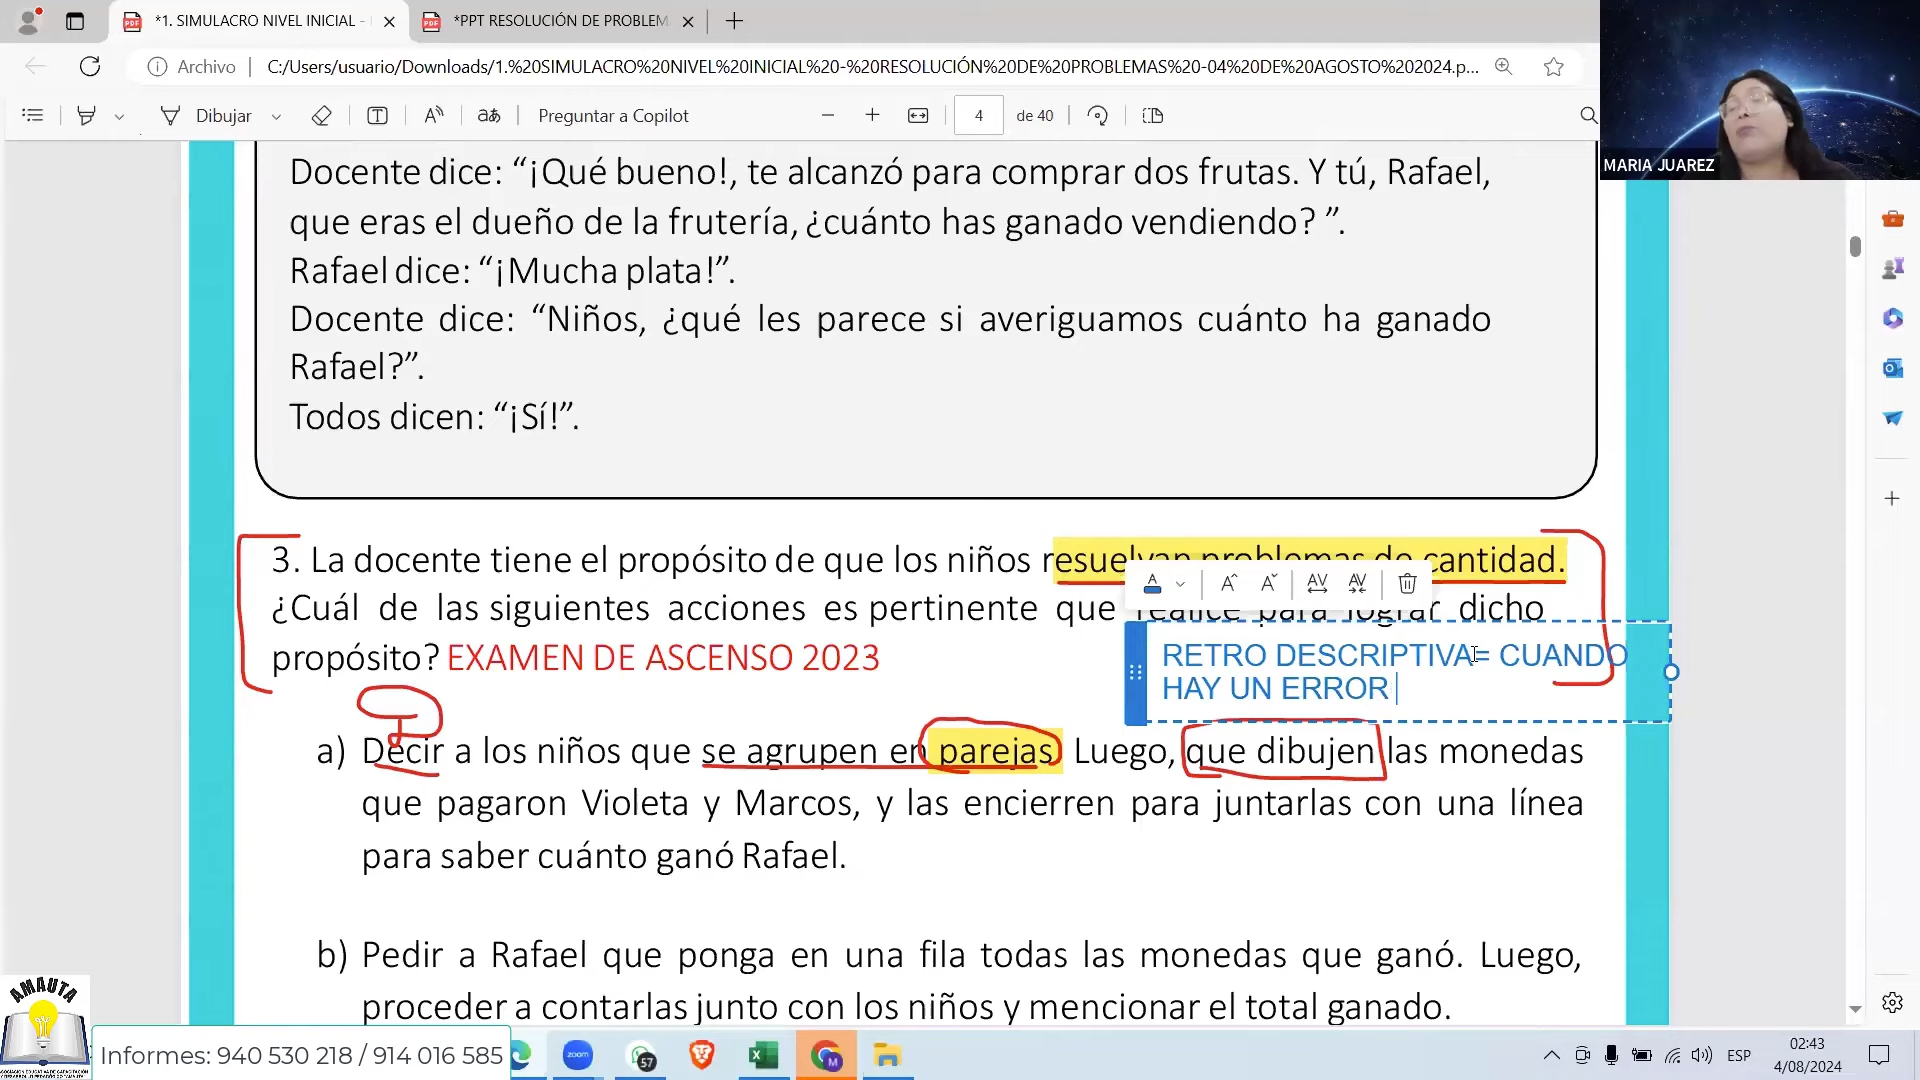 *1. SIMULACRO NIVEL INICIAL -
*PPT RESOLUCIÓN DE PROBLEM
Archivo
C:/Users/usuario/Downloads/1.%20SIMULACRO%20NIVEL%20INICIAL%20-%20RESOLUCIÓN%20DE%20PROBLEMAS%20-04%20DE%20AGOSTO%202024.p...
Dibujar
Preguntar a Copilot
4 de 40
MARIA JUAREZ
Docente dice: “¡Qué bueno!, te alcanzó para comprar dos frutas. Y tú, Rafael,
que eras el dueño de la frutería, ¿cuánto has ganado vendiendo? ”.
Rafael dice: “¡Mucha plata!”.
Docente dice: “Niños, ¿qué les parece si averiguamos cuánto ha ganado
Rafael?”.
Todos dicen: “¡Sí!”.
3. La docente tiene el propósito de que los niños resuelvan problemas de cantidad.
¿Cuál de las siguientes acciones es pertinente que realice para lograr dicho
propósito? EXAMEN DE ASCENSO 2023
RETRO DESCRIPTIVA= CUANDO
HAY UN ERROR
a) Decir a los niños que se agrupen en parejas. Luego, que dibujen las monedas
que pagaron Violeta y Marcos, y las encierren para juntarlas con una línea
para saber cuánto ganó Rafael.
b) Pedir a Rafael que ponga en una fila todas las monedas que ganó. Luego,
proceder a contarlas junto con los niños y mencionar el total ganado.
AMAUTA
Informes: 940 530 218 / 914 016 585
zoom
57
M
ESP
02:43
4/08/2024